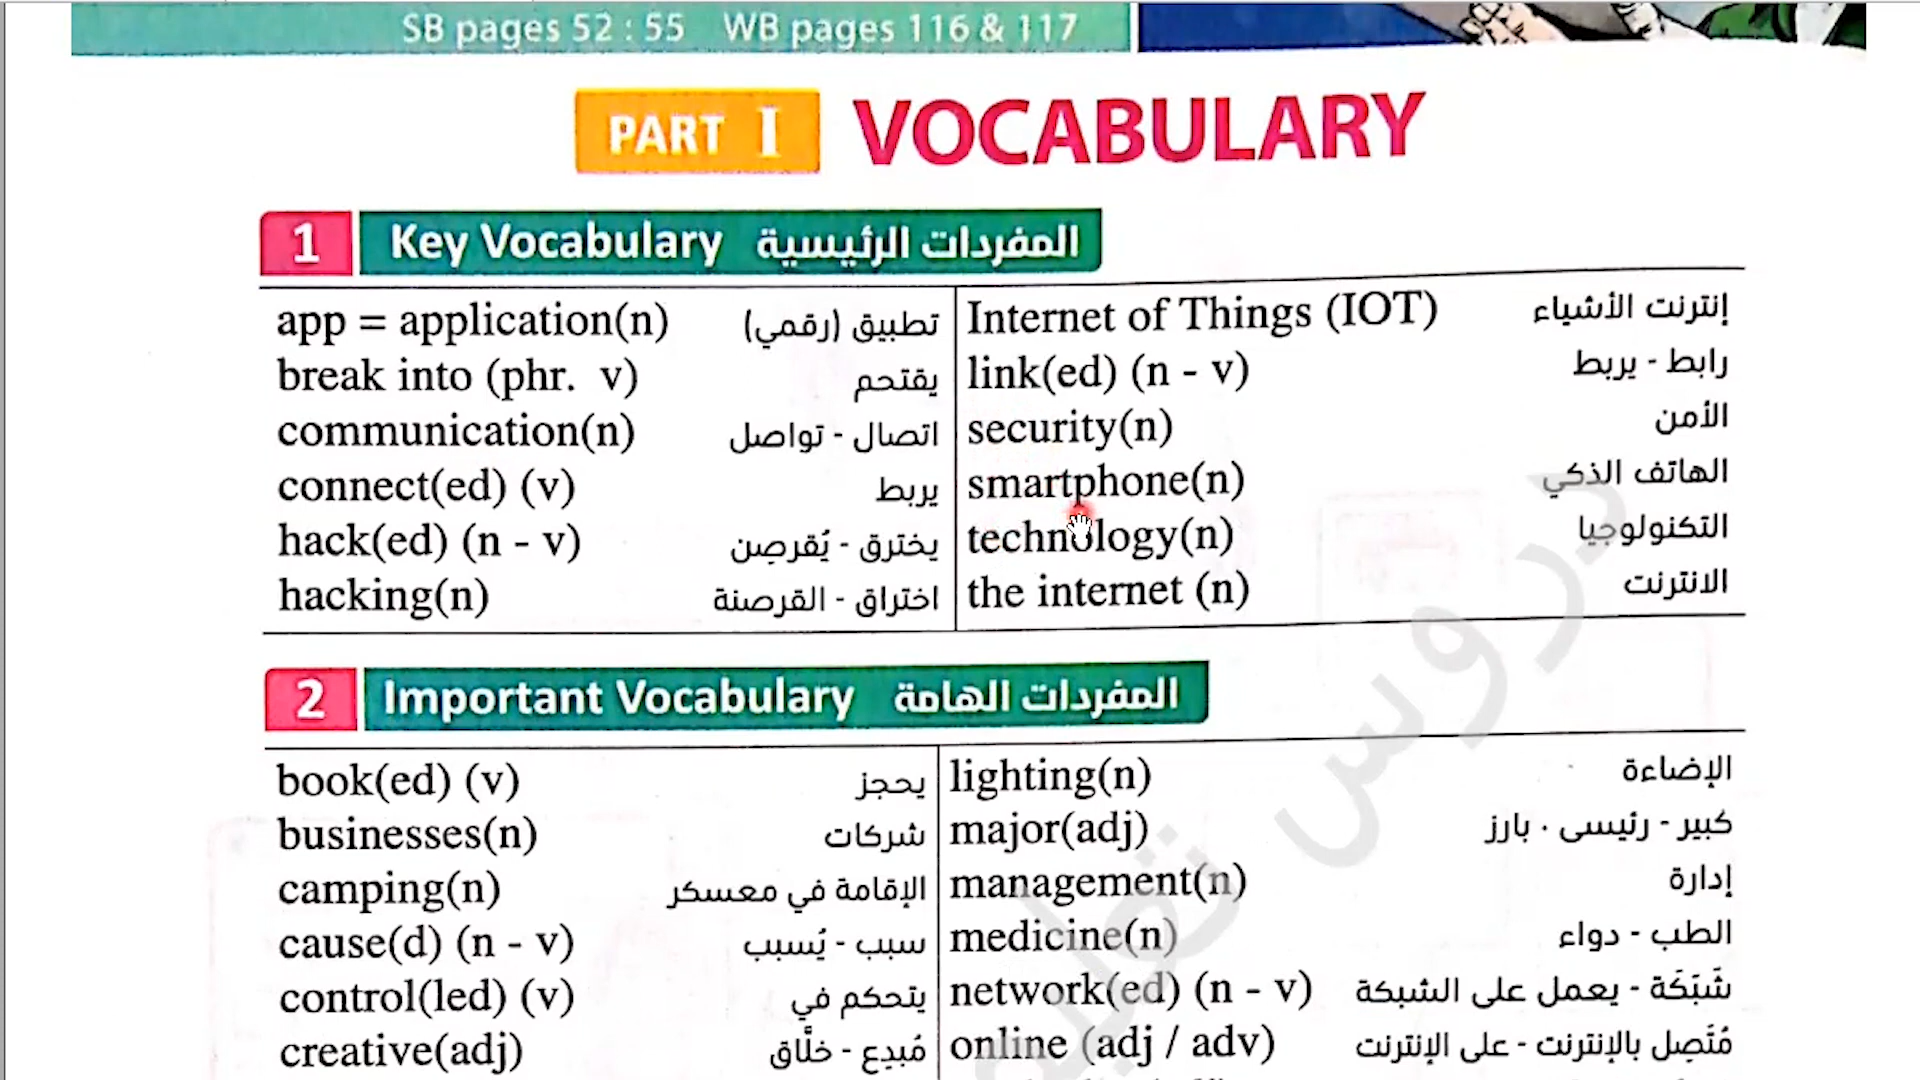 SB pages 52 : 55 WB pages 116 & 117
PART I VOCABULARY
1 Key Vocabulary المفردات الرئيسية
app = application(n) تطبيق (رقمي)
break into (phr. v) يقتحم
communication(n) اتصال - تواصل
connect(ed) (v) يربط
hack(ed) (n - v) يخترق - يُقرصِن
hacking(n) اختراق - القرصنة
Internet of Things (IOT) إنترنت الأشياء
link(ed) (n - v) رابط - يربط
security(n) الأمن
smartphone(n) الهاتف الذكي
technology(n) التكنولوجيا
the internet (n) الانترنت
2 Important Vocabulary المفردات الهامة
book(ed) (v) يحجز
businesses(n) شركات
camping(n) الإقامة في معسكر
cause(d) (n - v) سبب - يُسبب
control(led) (v) يتحكم في
creative(adj) مُبدِع - خلَّاق
lighting(n) الإضاءة
major(adj) كبير - رئيسى . بارز
management(n) إدارة
medicine(n) الطب - دواء
network(ed) (n - v) شَبَكَة - يعمل على الشبكة
online (adj / adv) مُتَّصِل بالإنترنت - على الإنترنت
دروس